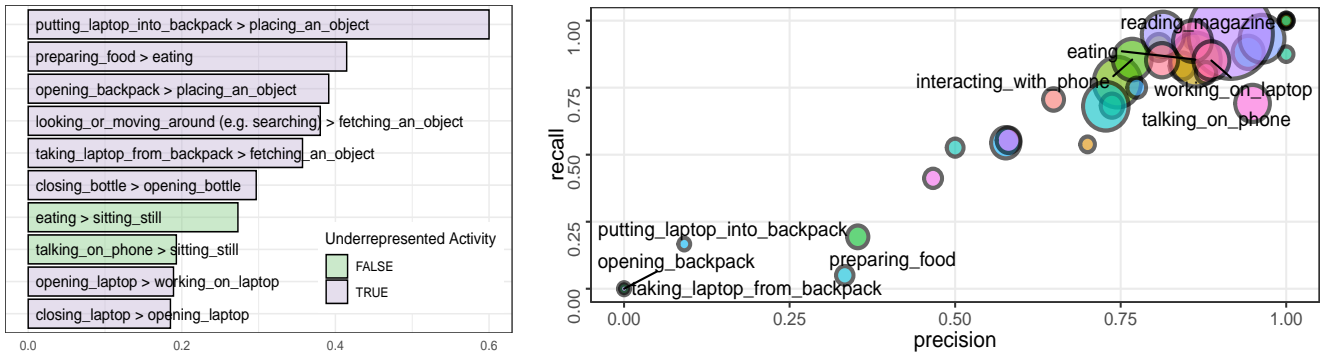 putting_laptop_into_backpack > placing_an_object
preparing_food > eating
opening_backpack > placing_an_object
looking_or_moving_around (e.g. searching) > fetching_an_object
taking_laptop_from_backpack > fetching_an_object
closing_bottle > opening_bottle
eating > sitting_still
talking_on_phone > sitting_still
opening_laptop > working_on_laptop
closing_laptop > opening_laptop
Underrepresented Activity
FALSE
TRUE
0.0
0.2
0.4
0.6
recall
1.00
0.75
0.50
0.25
0.00
reading_magazine
eating
interacting_with_phone
working_on_laptop
talking_on_phone
putting_laptop_into_backpack
opening_backpack
preparing_food
taking_laptop_from_backpack
0.00
0.25
0.50
0.75
1.00
precision